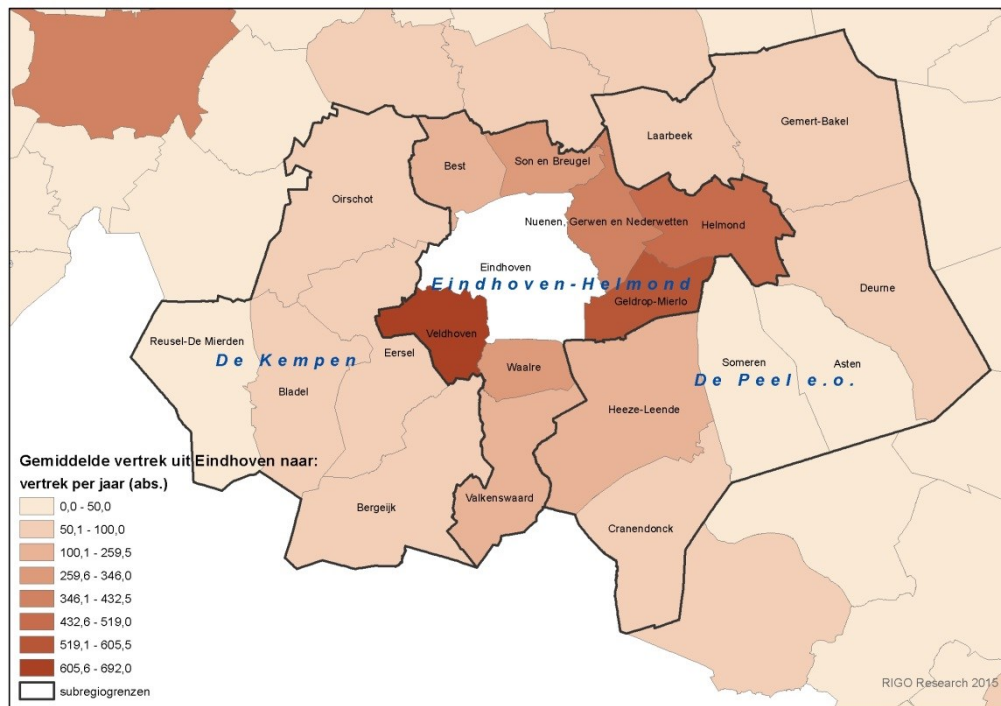 Laarbeek
Gemert-Bakel
Best
Son en Breugel
Oirschot
Nuenen, Gerwen en Nederwetten
Helmond
Eindhoven
Eindhoven-Helmond
Deurne
Geldrop-Mierlo
Veldhoven
Reusel-De Mierden
De Kempen
Eersel
Waalre
Someren
Asten
De Peel e.o.
Bladel
Heeze-Leende
Gemiddelde vertrek uit Eindhoven naar:
vertrek per jaar (abs.)
0,0 - 50,0
50,1 - 100,0
100,1 - 259,5
259,6 - 346,0
346,1 - 432,5
432,6 - 519,0
519,1 - 605,5
605,6 - 692,0
subregiogrenzen
Bergeijk
Valkenswaard
Cranendonck
RIGO Research 2015